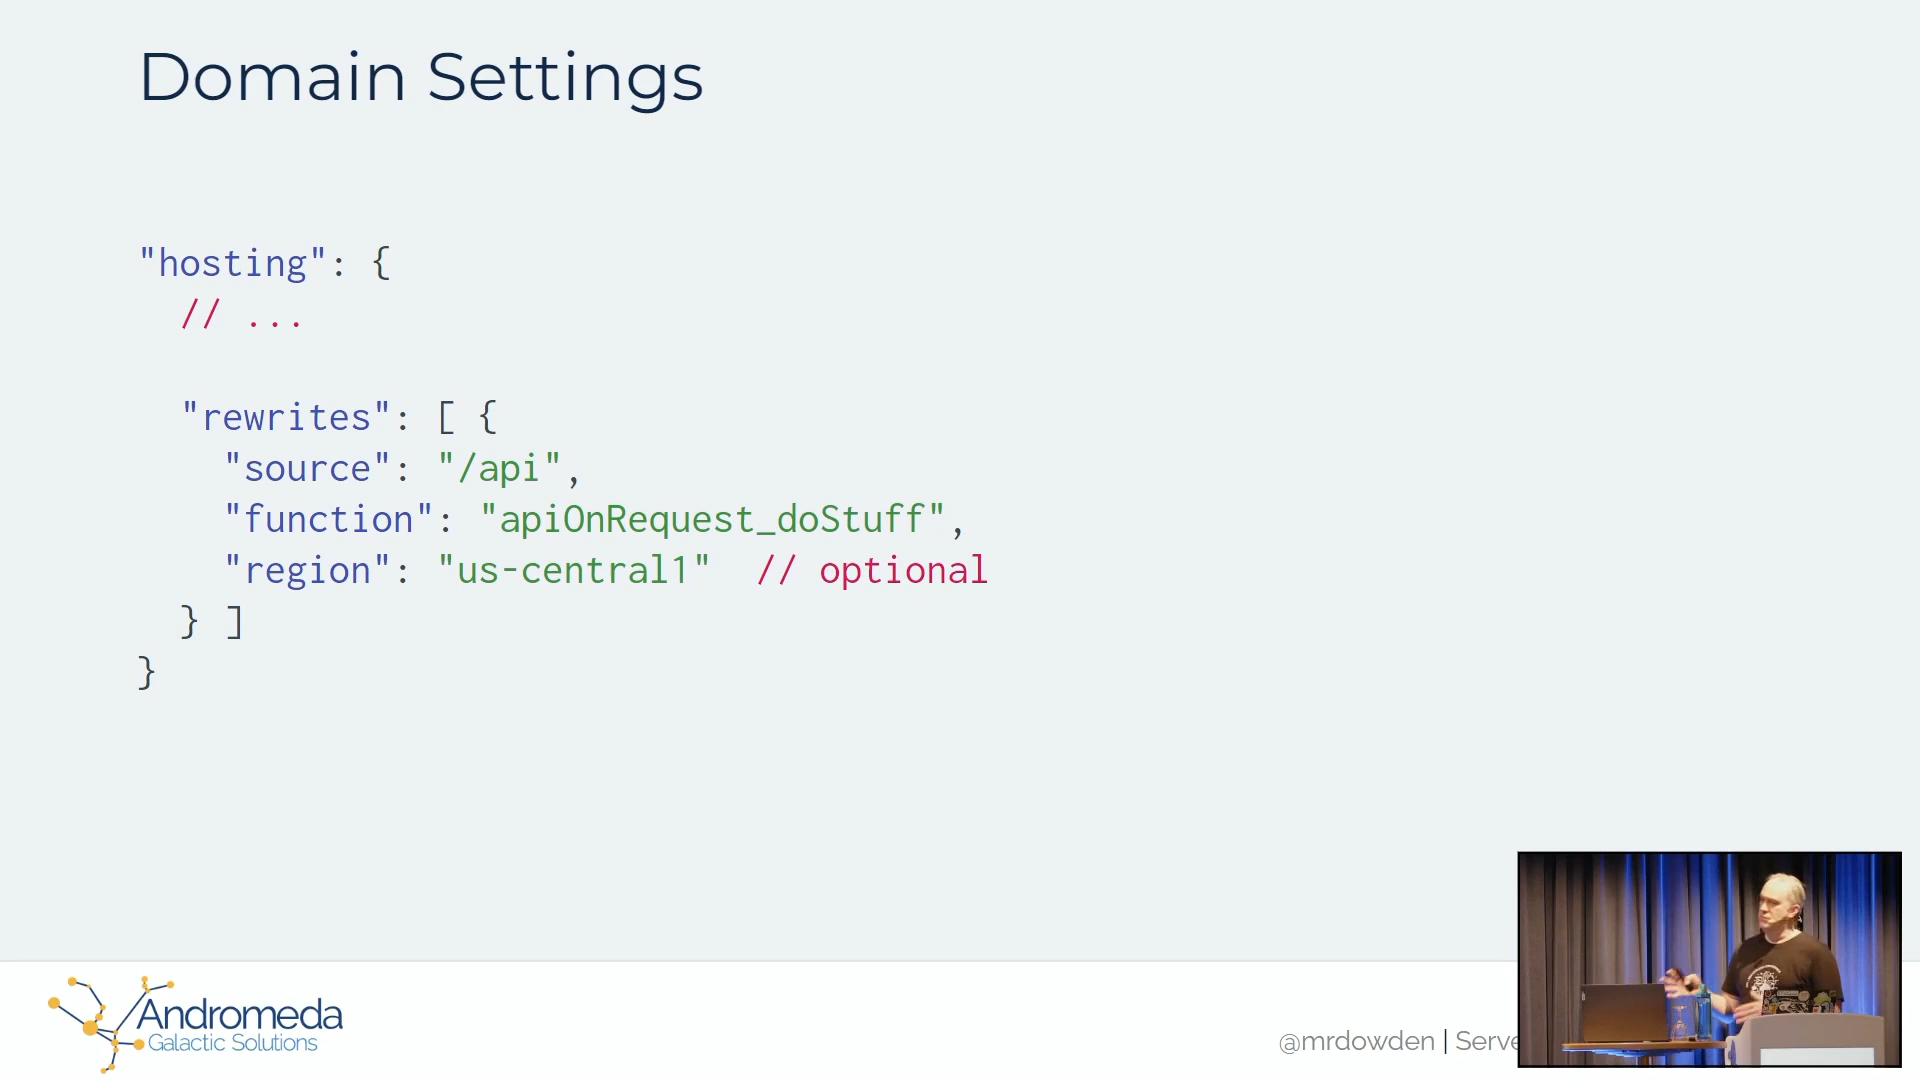 Domain Settings
"hosting": {
// ...
"rewrites": [ {
"source": "/api",
"function": "apiOnRequest_doStuff",
"region": "us-central1" // optional
} ]
}
Andromeda
Galactic Solutions
@mrdowden | Serve